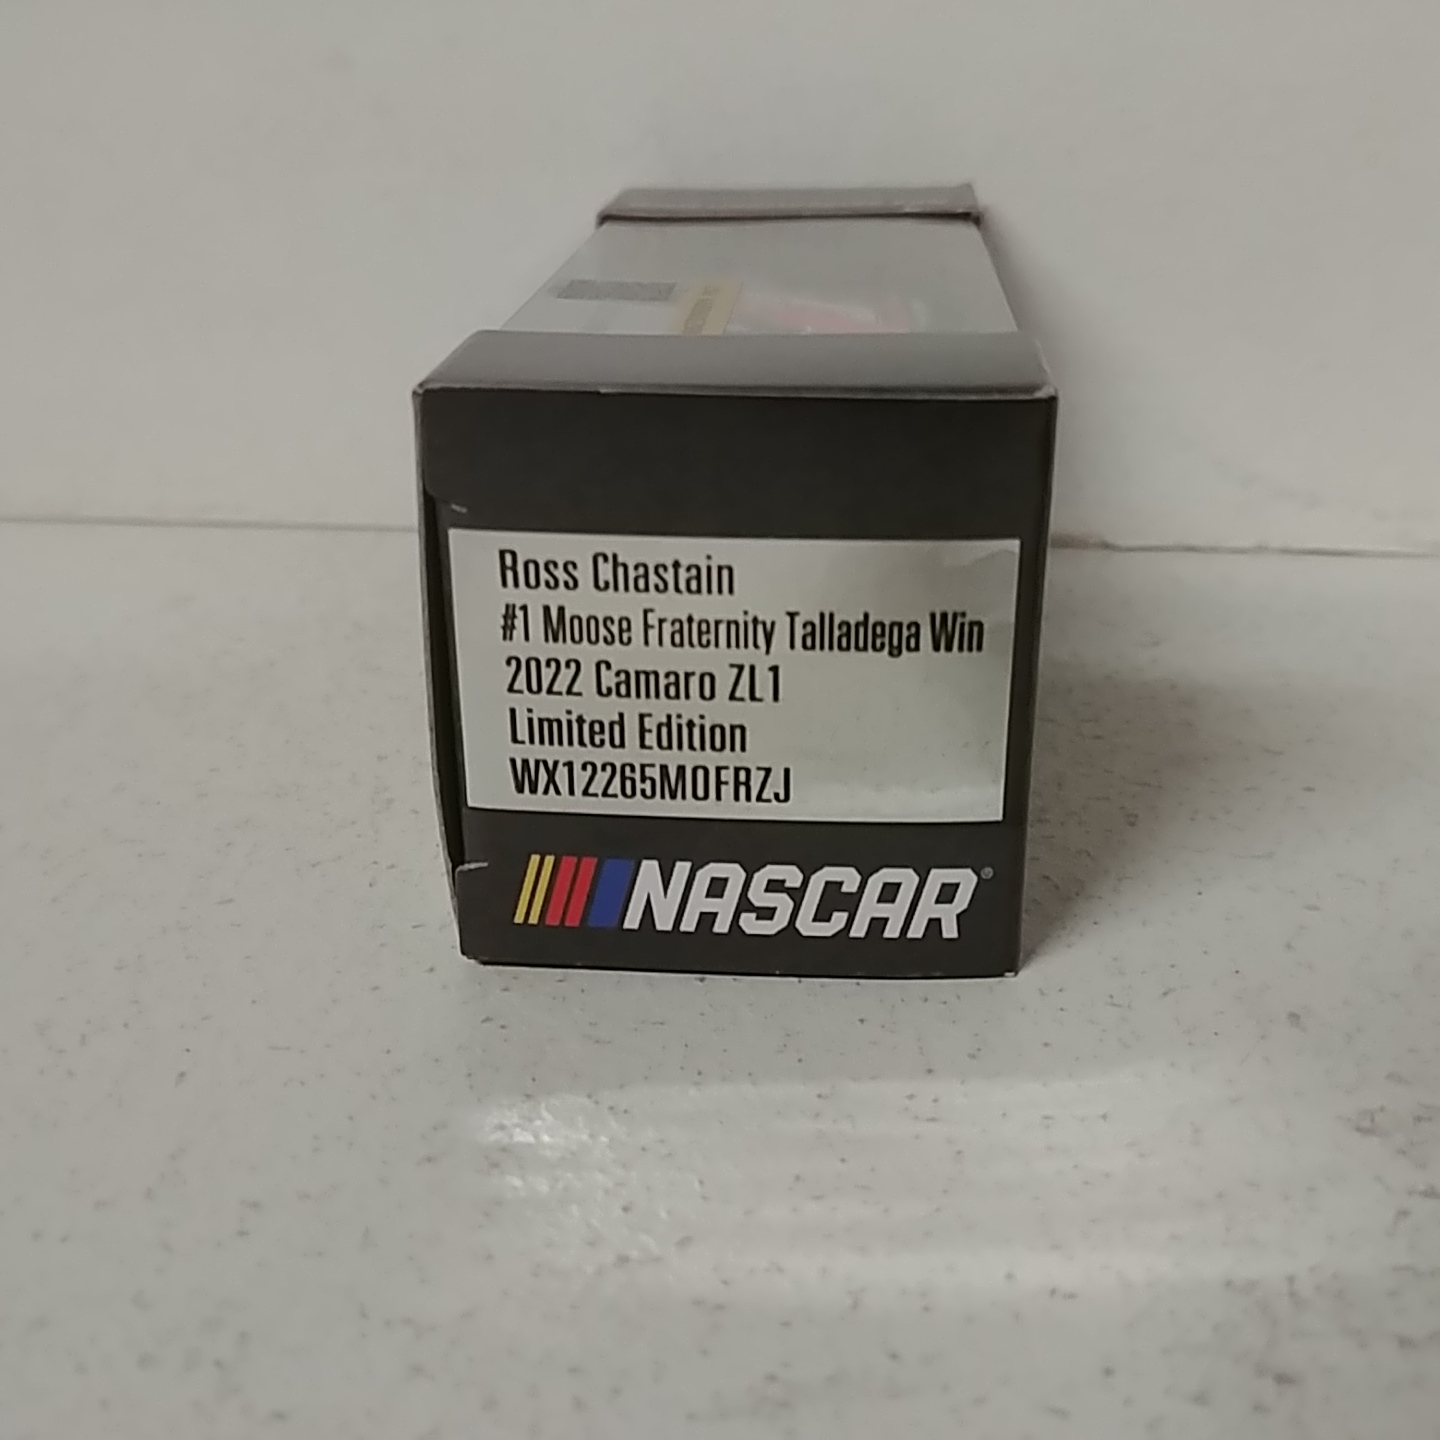 Ross Chastain
#1 Moose Fraternity Talladega Win
2022 Camaro ZL1
Limited Edition
WX12265MOFRZJ
NASCAR®